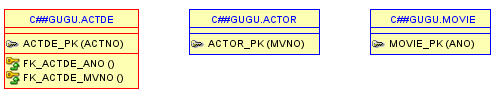 C##GUGU.ACTDE
ACTDE_PK (ACTNO)
FK_ACTDE_ANO ()
FK_ACTDE_MVNO ()
C##GUGU.ACTOR
ACTOR_PK (MVNO)
C##GUGU.MOVIE
MOVIE_PK (ANO)